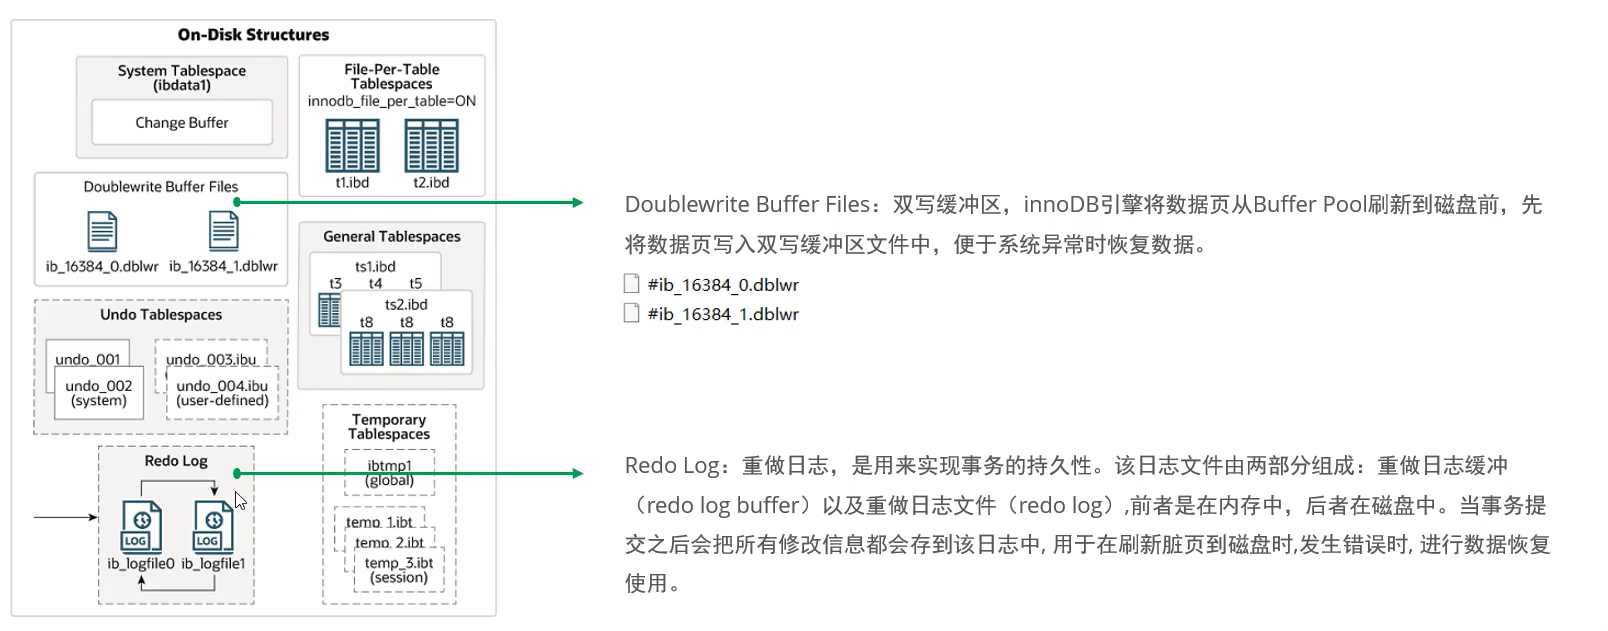 On-Disk Structures
System Tablespace
(ibdata1)
Change Buffer
File-Per-Table
Tablespaces
innodb_file_per_table=ON
t1.ibd t2.ibd
Doublewrite Buffer Files
ib_16384_0.dblwr ib_16384_1.dblwr
General Tablespaces
ts1.ibd
t3 t4 t5
ts2.ibd
t8 t8 t8
Undo Tablespaces
undo_001
undo_002
(system)
undo_003.ibu
undo_004.ibu
(user-defined)
Temporary
Tablespaces
ibtmp1
(global)
temp_1.ibt
temp_2.ibt
temp_3.ibt
(session)
Redo Log
LOG LOG
ib_logfile0 ib_logfile1
Doublewrite Buffer Files：双写缓冲区，innoDB引擎将数据页从Buffer Pool刷新到磁盘前，先
将数据页写入双写缓冲区文件中，便于系统异常时恢复数据。
#ib_16384_0.dblwr
#ib_16384_1.dblwr
Redo Log：重做日志，是用来实现事务的持久性。该日志文件由两部分组成：重做日志缓冲
（redo log buffer）以及重做日志文件（redo log）,前者是在内存中，后者在磁盘中。当事务提
交之后会把所有修改信息都会存到该日志中, 用于在刷新脏页到磁盘时,发生错误时, 进行数据恢复
使用。